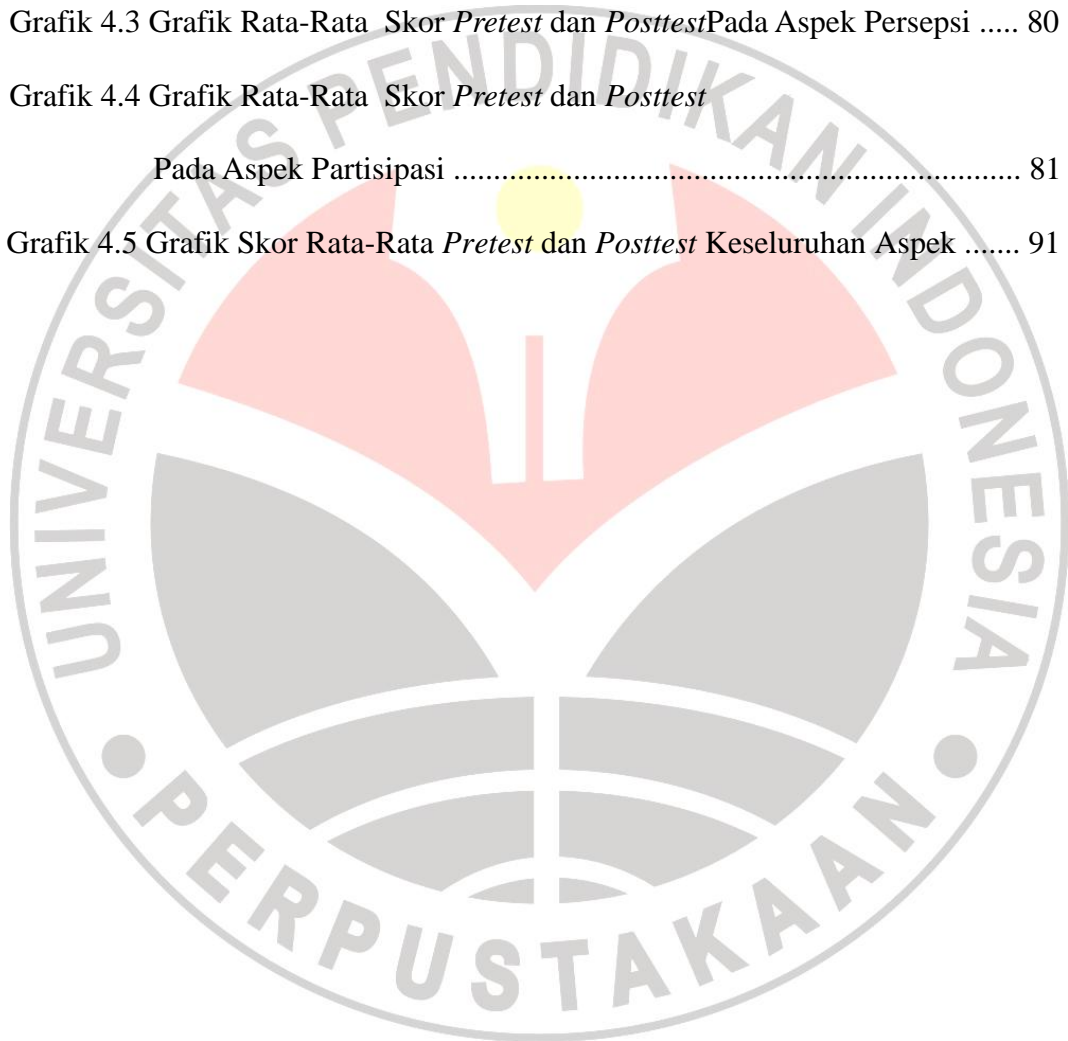 Grafik 4.3 Grafik Rata-Rata  Skor Pretest dan PosttestPada Aspek Persepsi ..... 80
Grafik 4.4 Grafik Rata-Rata  Skor Pretest dan Posttest
Pada Aspek Partisipasi ....................................................................... 81
Grafik 4.5 Grafik Skor Rata-Rata Pretest dan Posttest Keseluruhan Aspek ....... 91
UNIVERSITAS PENDIDIKAN INDONESIA
PERPUSTAKAAN